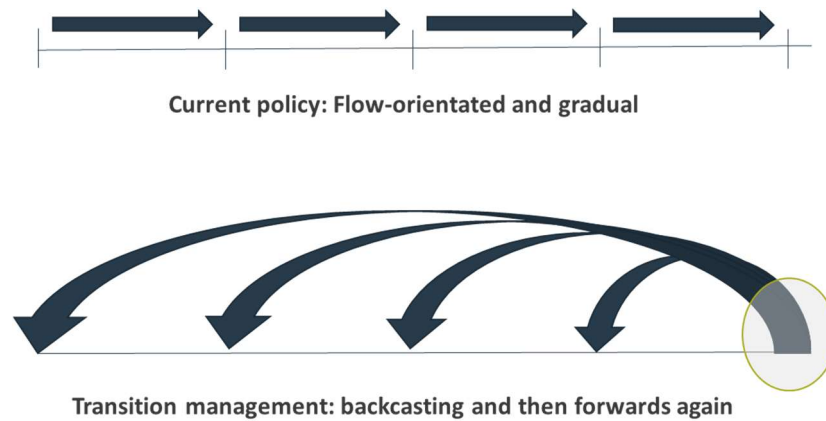 Current policy: Flow-orientated and gradual
Transition management: backcasting and then forwards again